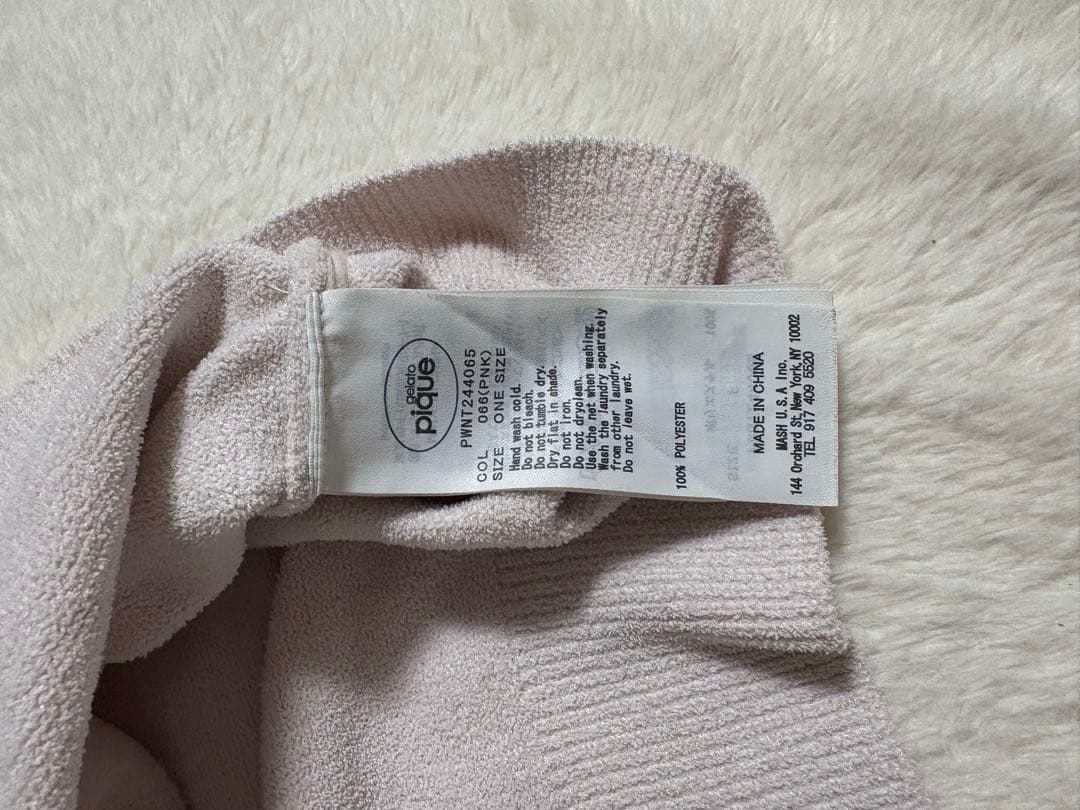 gelato
pique
PWNT244065
COL 066(PNK)
SIZE ONE SIZE
Hand wash cold.
Do not bleach.
Do not tumble dry.
Dry flat in shade.
Do not iron.
Do not dryclean.
Use the net when washing.
Wash the laundry separately
from other laundry.
Do not leave wet.
100% POLYESTER
MADE IN CHINA
MASH U.S.A Inc.
144 Orchard St,New York,NY 10002
TEL 917 409 5520